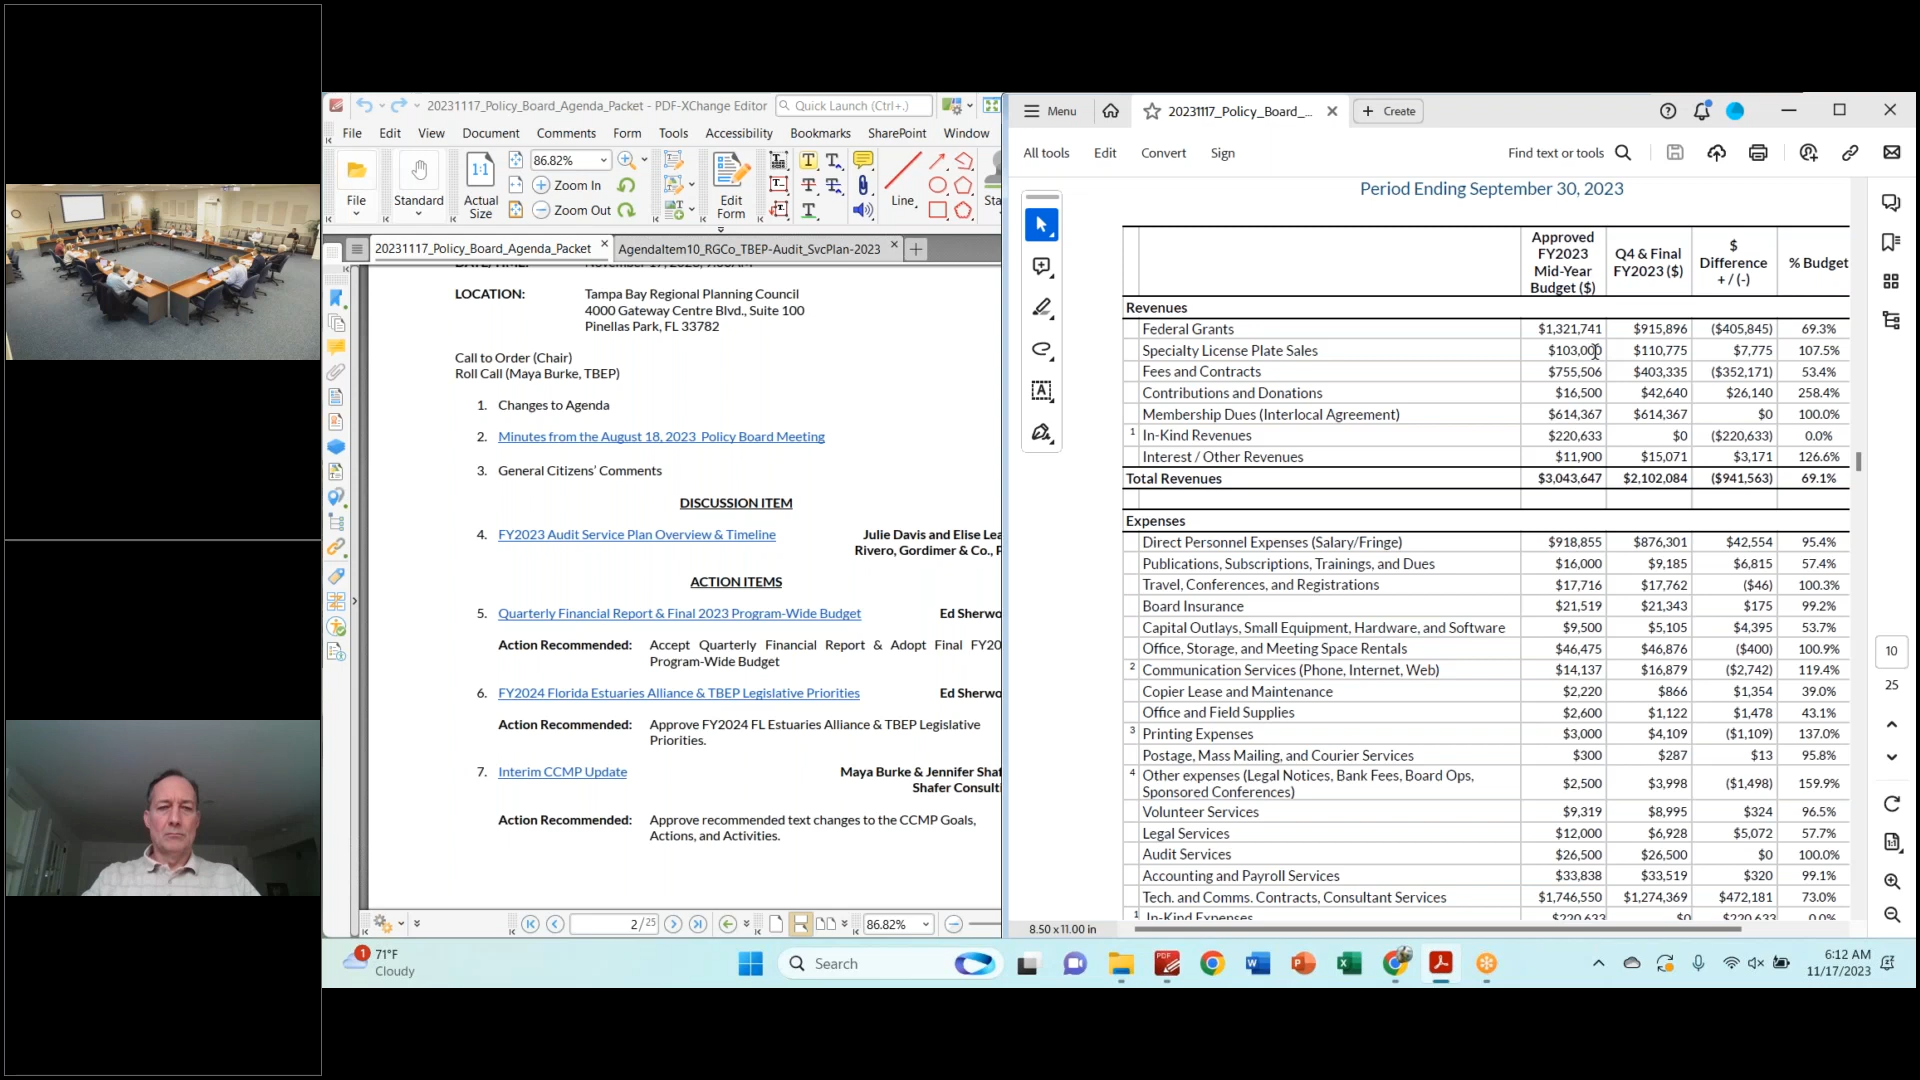 20231117_Policy_Board_Agenda_Packet - PDF-XChange Editor
Quick Launch (Ctrl+.)
File Edit View Document Comments Form Tools Accessibility Bookmarks SharePoint Window
File
Standard
1:1
Actual Size
86.82%
Zoom In
Zoom Out
Edit Form
Line
Sta
20231117_Policy_Board_Agenda_Packet
AgendaItem10_RGCo_TBEP-Audit_SvcPlan-2023
LOCATION: Tampa Bay Regional Planning Council
4000 Gateway Centre Blvd., Suite 100
Pinellas Park, FL 33782
Call to Order (Chair)
Roll Call (Maya Burke, TBEP)
1. Changes to Agenda
2. Minutes from the August 18, 2023 Policy Board Meeting
3. General Citizens' Comments
DISCUSSION ITEM
4. FY2023 Audit Service Plan Overview & Timeline Julie Davis and Elise Lea
Rivero, Gordimer & Co., P
ACTION ITEMS
5. Quarterly Financial Report & Final 2023 Program-Wide Budget Ed Sherwo
Action Recommended: Accept Quarterly Financial Report & Adopt Final FY20
Program-Wide Budget
6. FY2024 Florida Estuaries Alliance & TBEP Legislative Priorities Ed Sherwo
Action Recommended: Approve FY2024 FL Estuaries Alliance & TBEP Legislative
Priorities.
7. Interim CCMP Update Maya Burke & Jennifer Shaf
Shafer Consulti
Action Recommended: Approve recommended text changes to the CCMP Goals,
Actions, and Activities.
2 /25
86.82%
Menu
20231117_Policy_Board_...
Create
All tools Edit Convert Sign
Find text or tools
Period Ending September 30, 2023
Approved FY2023 Mid-Year Budget ($) Q4 & Final FY2023 ($) $ Difference + / (-) % Budget
Revenues
Federal Grants $1,321,741 $915,896 ($405,845) 69.3%
Specialty License Plate Sales $103,000 $110,775 $7,775 107.5%
Fees and Contracts $755,506 $403,335 ($352,171) 53.4%
Contributions and Donations $16,500 $42,640 $26,140 258.4%
Membership Dues (Interlocal Agreement) $614,367 $614,367 $0 100.0%
1 In-Kind Revenues $220,633 $0 ($220,633) 0.0%
Interest / Other Revenues $11,900 $15,071 $3,171 126.6%
Total Revenues $3,043,647 $2,102,084 ($941,563) 69.1%
Expenses
Direct Personnel Expenses (Salary/Fringe) $918,855 $876,301 $42,554 95.4%
Publications, Subscriptions, Trainings, and Dues $16,000 $9,185 $6,815 57.4%
Travel, Conferences, and Registrations $17,716 $17,762 ($46) 100.3%
Board Insurance $21,519 $21,343 $175 99.2%
Capital Outlays, Small Equipment, Hardware, and Software $9,500 $5,105 $4,395 53.7%
Office, Storage, and Meeting Space Rentals $46,475 $46,876 ($400) 100.9%
2 Communication Services (Phone, Internet, Web) $14,137 $16,879 ($2,742) 119.4%
Copier Lease and Maintenance $2,220 $866 $1,354 39.0%
Office and Field Supplies $2,600 $1,122 $1,478 43.1%
3 Printing Expenses $3,000 $4,109 ($1,109) 137.0%
Postage, Mass Mailing, and Courier Services $300 $287 $13 95.8%
4 Other expenses (Legal Notices, Bank Fees, Board Ops,
Sponsored Conferences) $2,500 $3,998 ($1,498) 159.9%
Volunteer Services $9,319 $8,995 $324 96.5%
Legal Services $12,000 $6,928 $5,072 57.7%
Audit Services $26,500 $26,500 $0 100.0%
Accounting and Payroll Services $33,838 $33,519 $320 99.1%
Tech. and Comms. Contracts, Consultant Services $1,746,550 $1,274,369 $472,181 73.0%
1 In-Kind Expenses $220,633 $0 $220,633 0.0%
10
25
8.50 x 11.00 in
1
71°F
Cloudy
Search
6:12 AM
11/17/2023